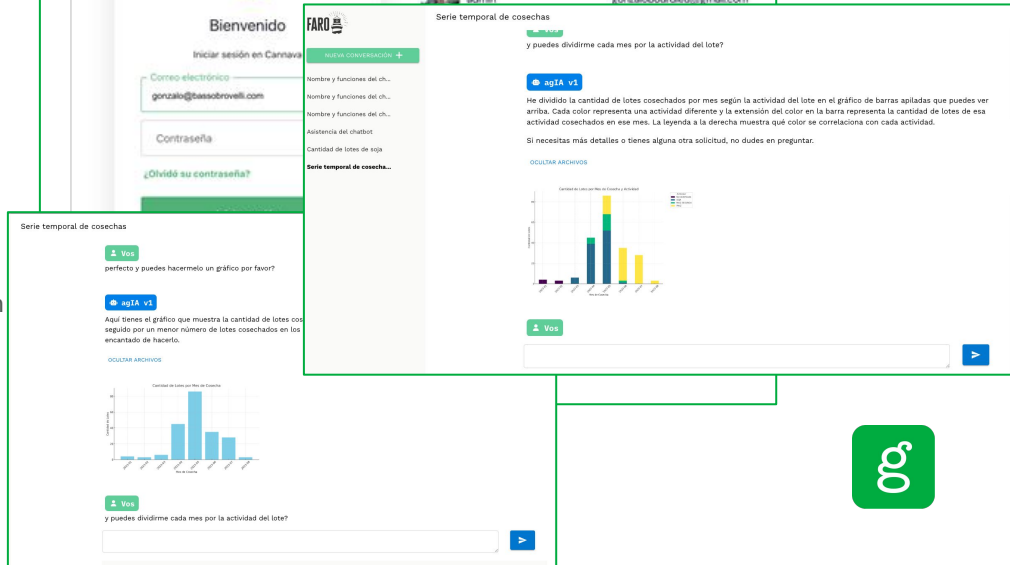 Bienvenido
Iniciar sesión en Cannava
Correo electrónico
gonzalo@bassobrovelli.com
Contraseña
¿Olvidó su contraseña?
FARO
NUEVA CONVERSACIÓN +
Nombre y funciones del ch...
Nombre y funciones del ch...
Nombre y funciones del ch...
Asistencia del chatbot
Cantidad de lotes de soja
Serie temporal de cosecha...
Serie temporal de cosechas
Vos
y puedes dividirme cada mes por la actividad del lote?
agIA v1
He dividido la cantidad de lotes cosechados por mes según la actividad del lote en el gráfico de barras apiladas que puedes ver
arriba. Cada color representa una actividad diferente y la extensión del color en la barra representa la cantidad de lotes de esa
actividad cosechados en ese mes. La leyenda a la derecha muestra qué color se correlaciona con cada actividad.
Si necesitas más detalles o tienes alguna otra solicitud, no dudes en preguntar.
OCULTAR ARCHIVOS
Cantidad de Lotes por Mes de Cosecha y Actividad
Mes de Cosecha
Vos
Serie temporal de cosechas
Vos
perfecto y puedes hacermelo un gráfico por favor?
agIA v1
Aquí tienes el gráfico que muestra la cantidad de lotes cos
seguido por un menor número de lotes cosechados en los
encantado de hacerlo.
OCULTAR ARCHIVOS
Cantidad de Lotes por Mes de Cosecha
Mes de Cosecha
Vos
y puedes dividirme cada mes por la actividad del lote?
g